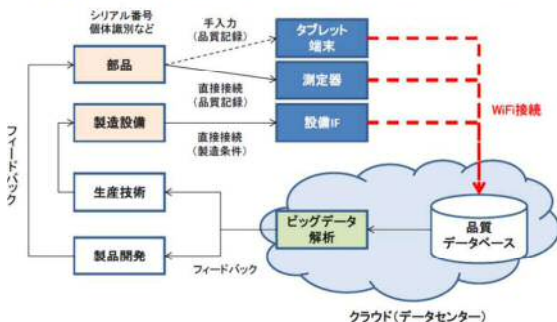 シリアル番号
個体識別など
手入力
(品質記録)
タブレット
端末
部品
測定器
直接接続
(品質記録)
WiFi接続
製造設備
設備IF
直接接続
(製造条件)
フィードバック
生産技術
ビッグデータ
解析
品質
データベース
製品開発
フィードバック
クラウド(データセンター)